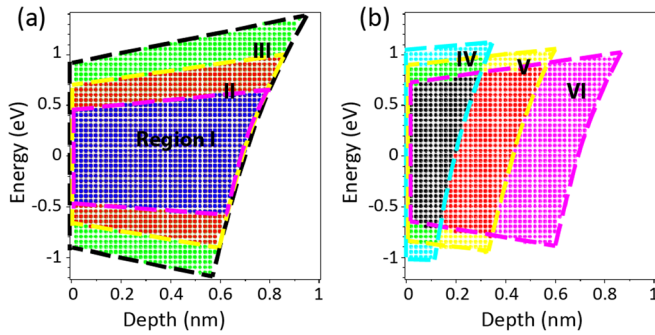 (a)
III
II
Region I
Energy (eV)
1
0.5
0
-0.5
-1
0
0.2
0.4
0.6
0.8
1
Depth (nm)
(b)
IV
V
VI
Energy (eV)
1
0.5
0
-0.5
-1
0
0.2
0.4
0.6
0.8
1
Depth (nm)